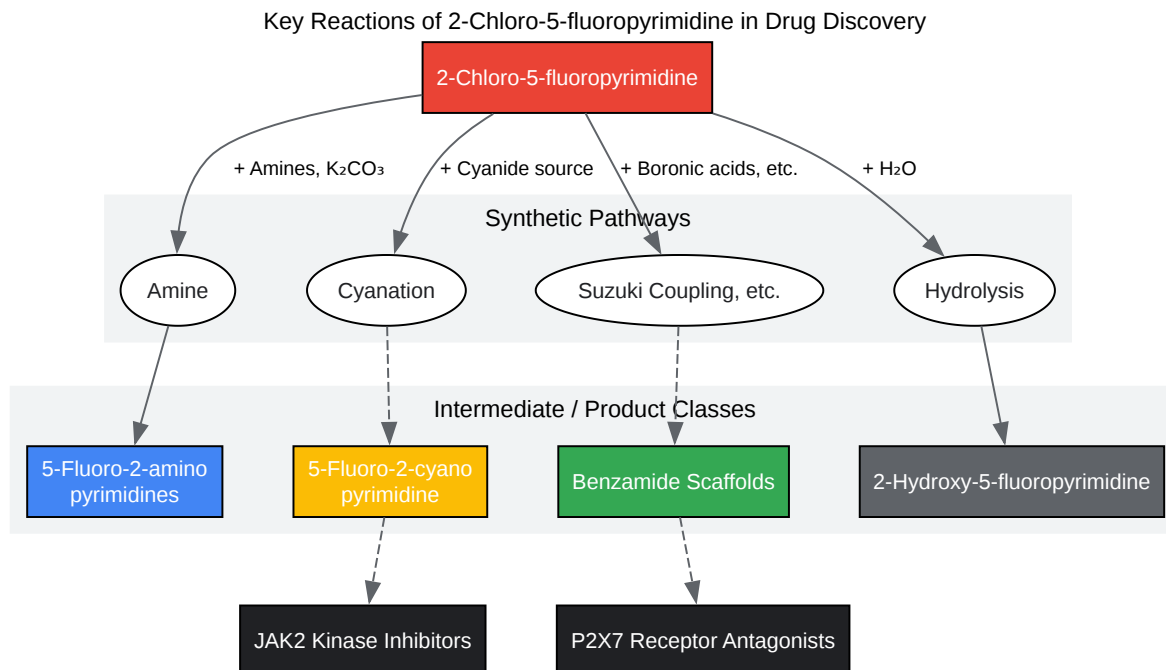 Key Reactions of 2-Chloro-5-fluoropyrimidine in Drug Discovery
2-Chloro-5-fluoropyrimidine
+ Amines, K₂CO₃
+ Cyanide source
+ Boronic acids, etc.
+ H₂O
Synthetic Pathways
Amine
Cyanation
Suzuki Coupling, etc.
Hydrolysis
Intermediate / Product Classes
5-Fluoro-2-amino
pyrimidines
5-Fluoro-2-cyano
pyrimidine
Benzamide Scaffolds
2-Hydroxy-5-fluoropyrimidine
JAK2 Kinase Inhibitors
P2X7 Receptor Antagonists